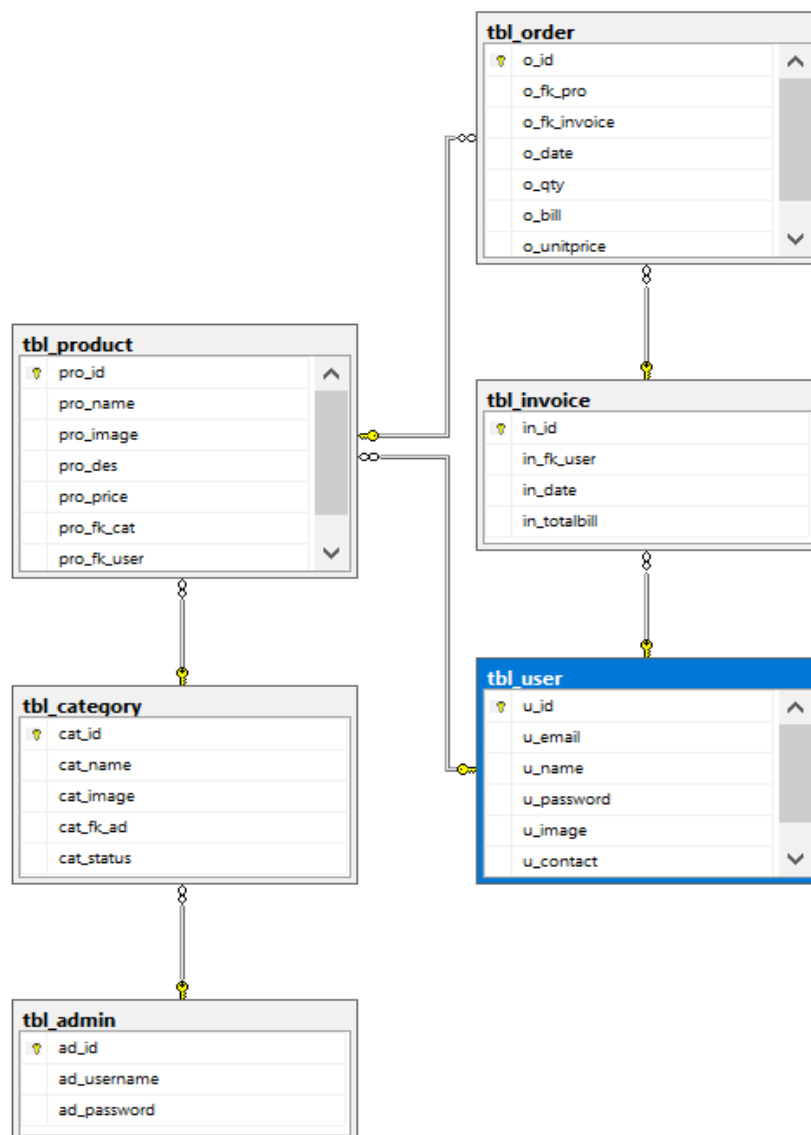 tbl_order
o_id
o_fk_pro
o_fk_invoice
o_date
o_qty
o_bill
o_unitprice
tbl_product
pro_id
pro_name
pro_image
pro_des
pro_price
pro_fk_cat
pro_fk_user
tbl_invoice
in_id
in_fk_user
in_date
in_totalbill
tbl_category
cat_id
cat_name
cat_image
cat_fk_ad
cat_status
tbl_user
u_id
u_email
u_name
u_password
u_image
u_contact
tbl_admin
ad_id
ad_username
ad_password